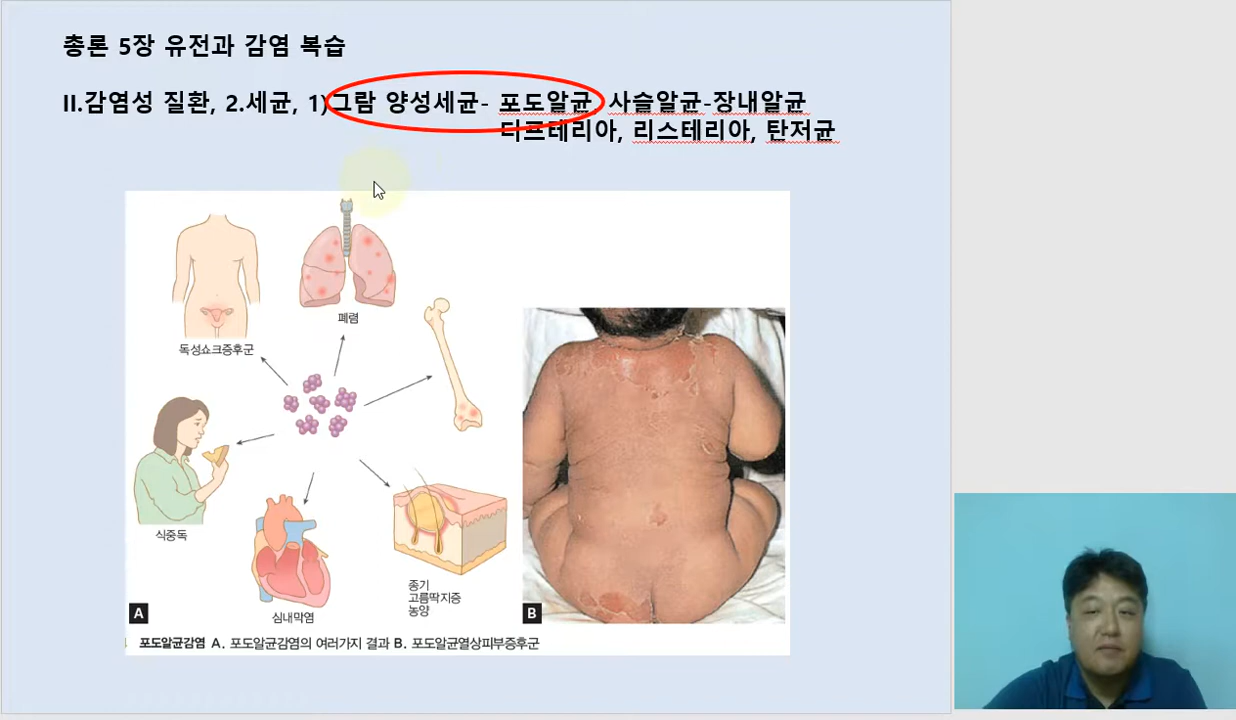 총론 5장 유전과 감염 복습
II.감염성 질환, 2.세균, 1)그람 양성세균- 포도알균 사슬알균-장내알균
디프테리아, 리스테리아, 탄저균
폐렴
독성쇼크증후군
식중독
종기
고름딱지증
농양
심내막염
A
B
포도알균감염 A. 포도알균감염의 여러가지 결과 B. 포도알균열상피부증후군